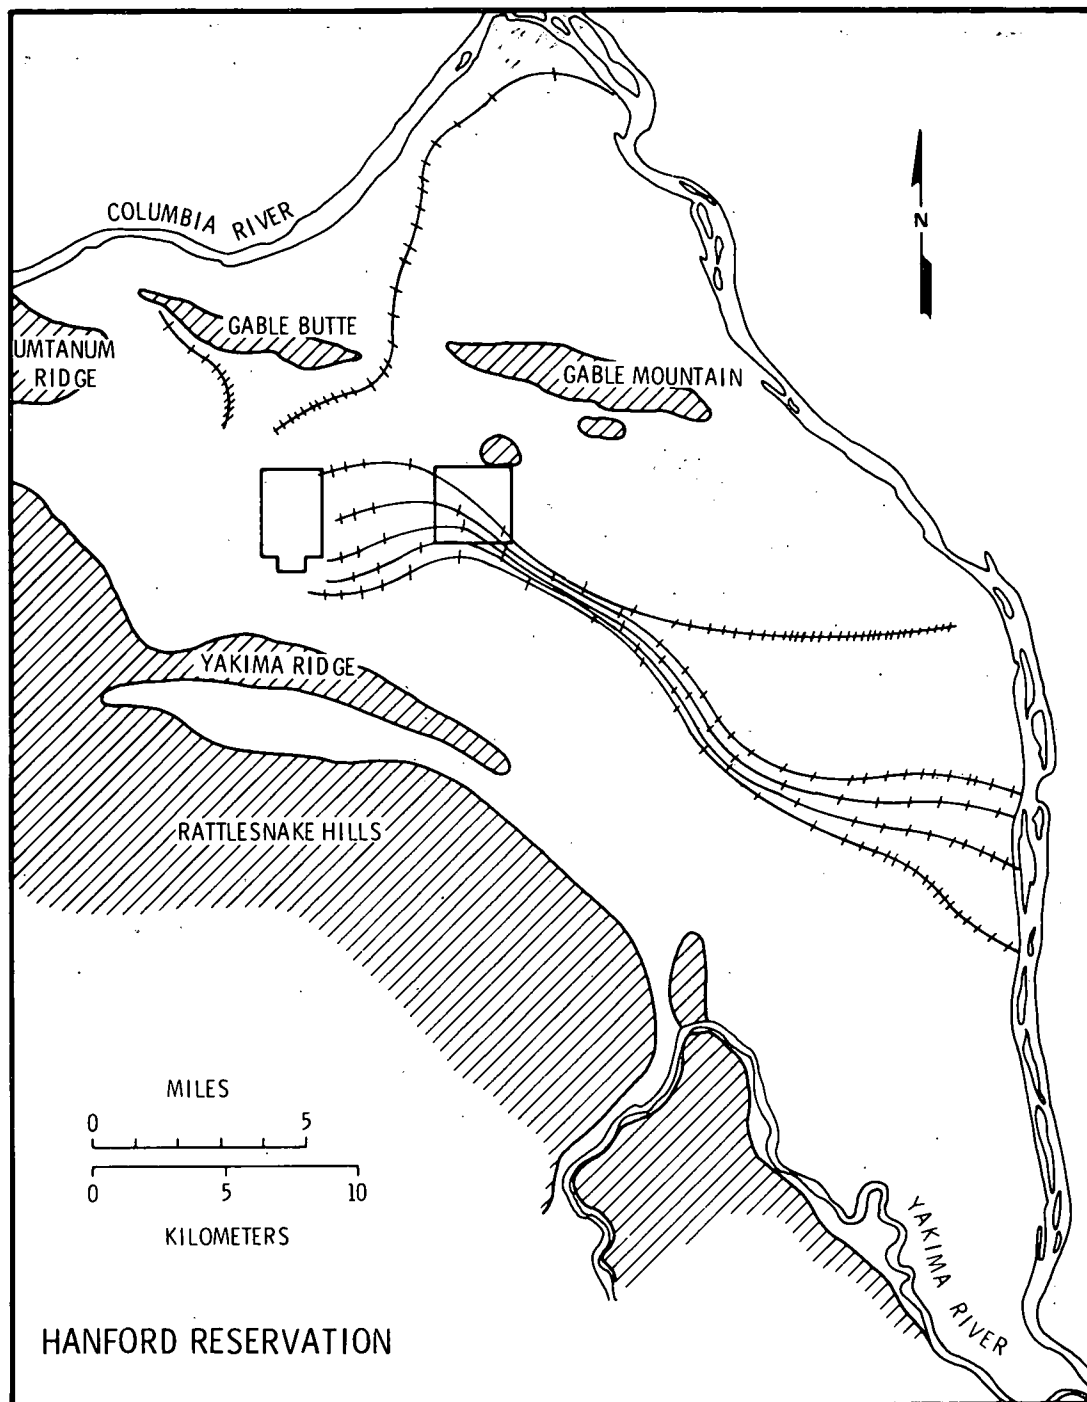 COLUMBIA RIVER
N
GABLE BUTTE
UMTANUM
RIDGE
GABLE MOUNTAIN
YAKIMA RIDGE
RATTLESNAKE HILLS
MILES
0 5
0 5 10
KILOMETERS
YAKIMA RIVER
HANFORD RESERVATION